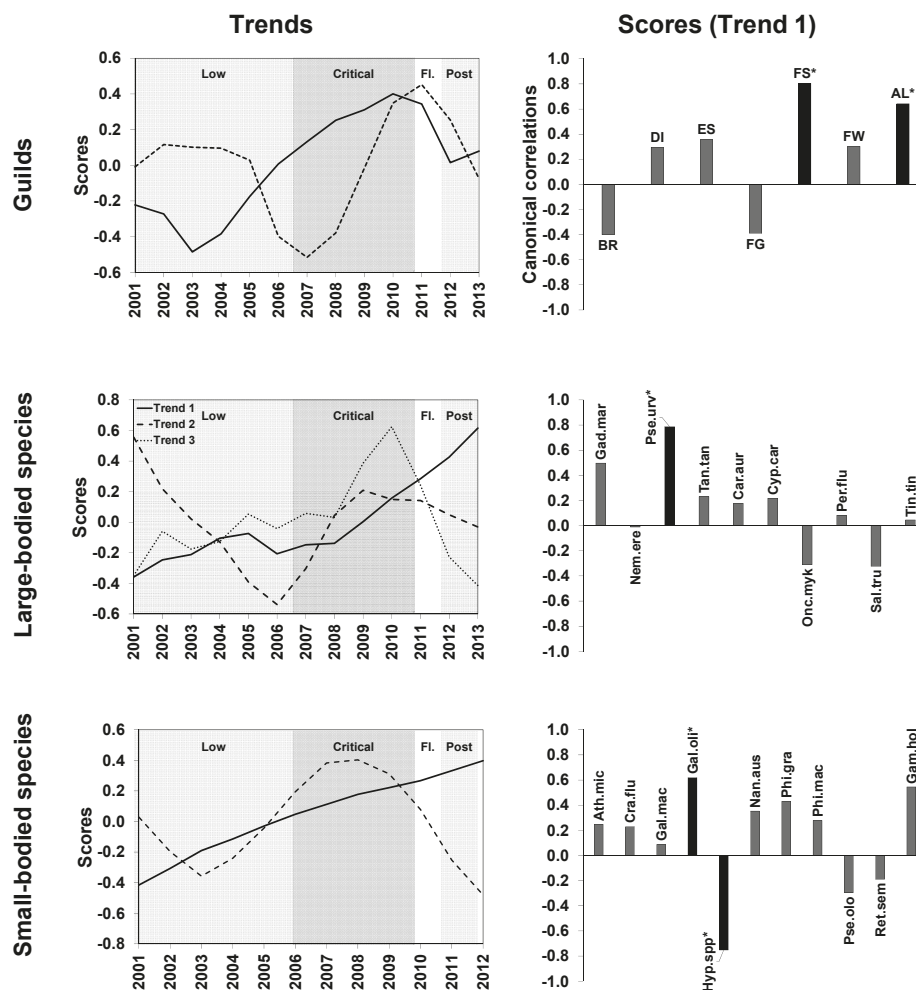 Trends
Scores (Trend 1)
Guilds
Scores
0.6
0.4
0.2
0.0
-0.2
-0.4
-0.6
Low
Critical
Fl.
Post
2001
2002
2003
2004
2005
2006
2007
2008
2009
2010
2011
2012
2013
Canonical correlations
1.0
0.8
0.6
0.4
0.2
0.0
-0.2
-0.4
-0.6
-0.8
-1.0
BR
DI
ES
FG
FS*
FW
AL*
Large-bodied species
Scores
0.8
0.6
0.4
0.2
0.0
-0.2
-0.4
-0.6
Trend 1
Trend 2
Trend 3
Low
Critical
Fl.
Post
2001
2002
2003
2004
2005
2006
2007
2008
2009
2010
2011
2012
2013
1.0
0.8
0.6
0.4
0.2
0.0
-0.2
-0.4
-0.6
-0.8
-1.0
Gad.mar
Nem.ere
Pse.urv*
Tan.tan
Car.aur
Cyp.car
Onc.myk
Per.flu
Sal.tru
Tin.tin
Small-bodied species
Scores
0.6
0.4
0.2
0.0
-0.2
-0.4
-0.6
-0.8
Low
Critical
Fl.
Post
2001
2002
2003
2004
2005
2006
2007
2008
2009
2010
2011
2012
1.0
0.8
0.6
0.4
0.2
0.0
-0.2
-0.4
-0.6
-0.8
-1.0
Ath.mic
Cra.flu
Gal.mac
Gal.oli*
Hyp.spp*
Nan.aus
Phi.gra
Phi.mac
Pse.olo
Ret.sem
Gam.hol